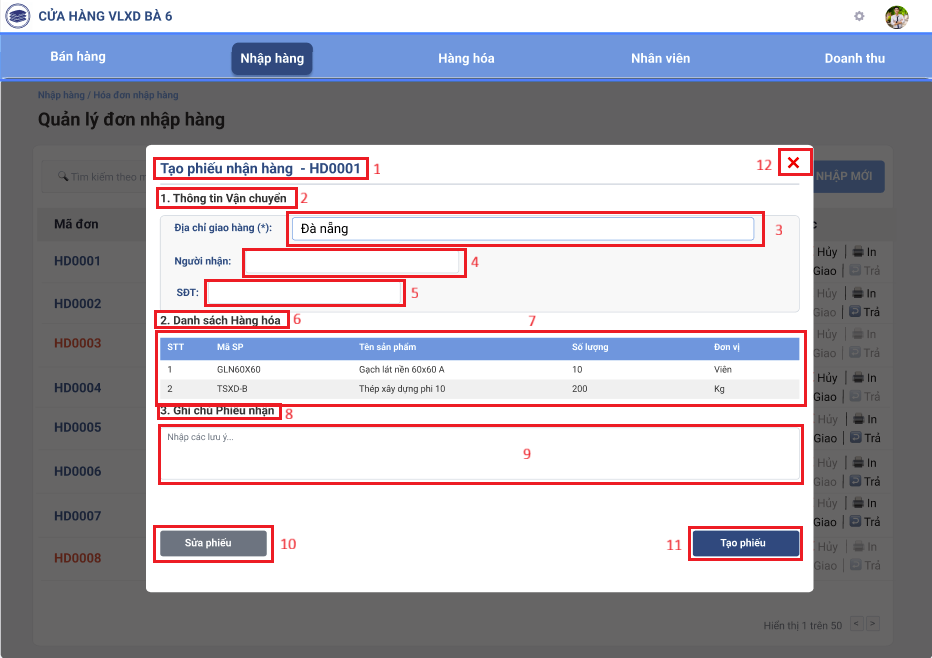 CỬA HÀNG VLXD BÀ 6
Bán hàng
Nhập hàng
Hàng hóa
Nhân viên
Doanh thu
Nhập hàng / Hóa đơn nhập hàng
Quản lý đơn nhập hàng
Tìm kiếm theo m
NHẬP MỚI
Mã đơn
HD0001
HD0002
HD0003
HD0004
HD0005
HD0006
HD0007
HD0008
Tạo phiếu nhận hàng - HD0001 1
12
1. Thông tin Vận chuyển 2
Địa chỉ giao hàng (*): Đà nẵng 3
Người nhận: 4
SĐT: 5
2. Danh sách Hàng hóa 6
7
STT Mã SP Tên sản phẩm Số lượng Đơn vị
1 GLN60X60 Gạch lát nền 60x60 A 10 Viên
2 TSXD-B Thép xây dựng phi 10 200 Kg
3. Ghi chú Phiếu nhận 8
Nhập các lưu ý...
9
Sửa phiếu 10
11 Tạo phiếu
Hủy | In
Giao | Trả
Hủy | In
Giao | Trả
Hủy | In
Giao | Trả
Hủy | In
Giao | Trả
Hủy | In
Giao | Trả
Hủy | In
Giao | Trả
Hủy | In
Giao | Trả
Hủy | In
Giao | Trả
Hiển thị 1 trên 50 < >